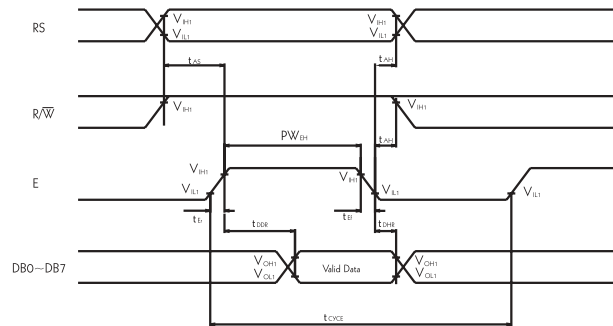 RS
VIH1
VIL1
VIH1
VIL1
tAS
tAH
R/W̅
VIH1
VIH1
PWEH
tAH
E
VIH1
VIL1
VIH1
VIL1
VIL1
tEr
tEf
tDDR
tDHR
DB0~DB7
VOH1
VOL1
Valid Data
VOH1
VOL1
tCYCE